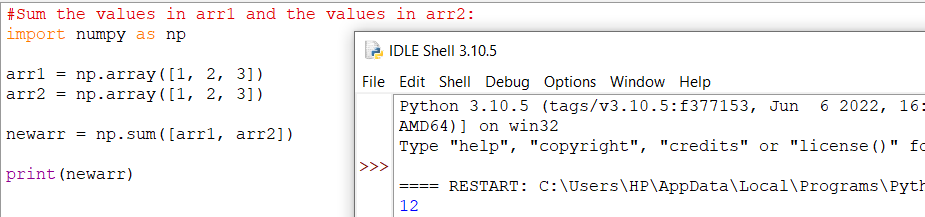 #Sum the values in arr1 and the values in arr2:
import numpy as np
arr1 = np.array([1, 2, 3])
arr2 = np.array([1, 2, 3])
newarr = np.sum([arr1, arr2])
print(newarr)
IDLE Shell 3.10.5
File Edit Shell Debug Options Window Help
Python 3.10.5 (tags/v3.10.5:f377153, Jun  6 2022, 16:
AMD64)] on win32
Type "help", "copyright", "credits" or "license()" fo
>>>
==== RESTART: C:\Users\HP\AppData\Local\Programs\Pyth
12